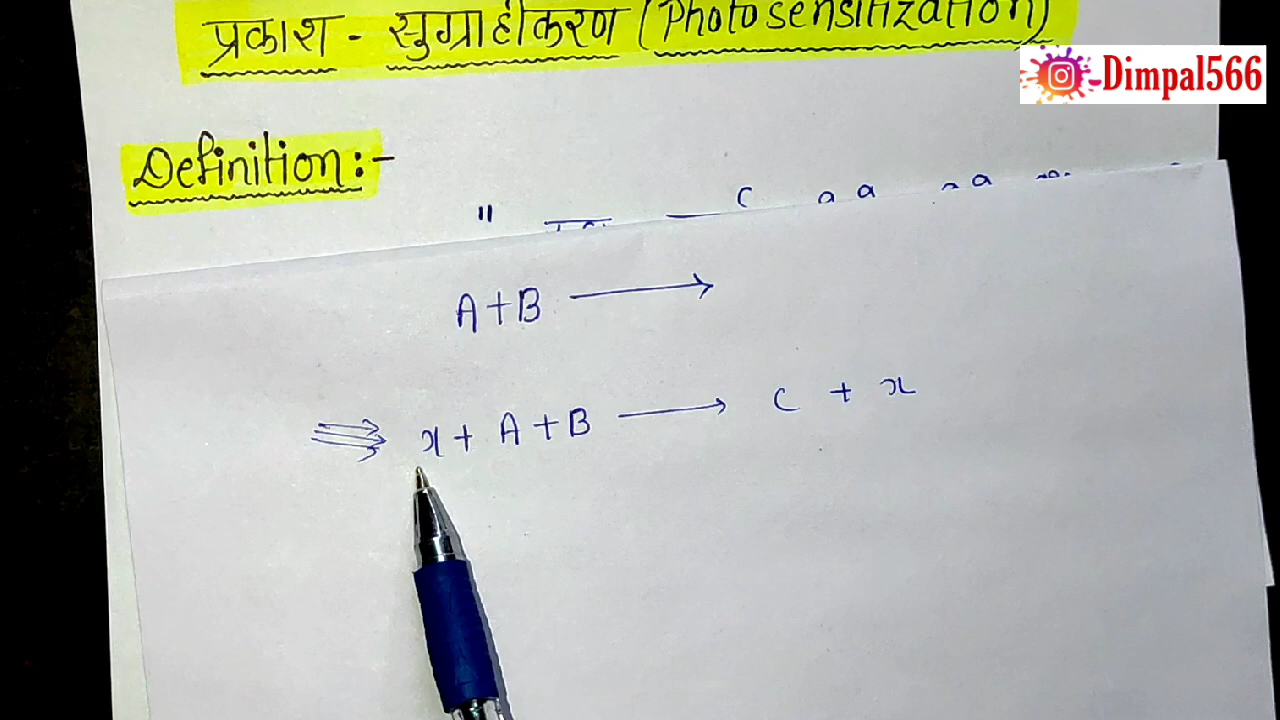 प्रकाश - सुग्राहीकरण (Photosensitization)
-Dimpal566
Definition:-
"
A+B ⟶
x + A + B ⟶ C + x